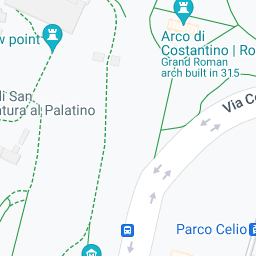 w point
Arco di
Costantino | Ro
Grand Roman
arch built in 315
di San
ntura al Palatino
Via Ce
Parco Celio